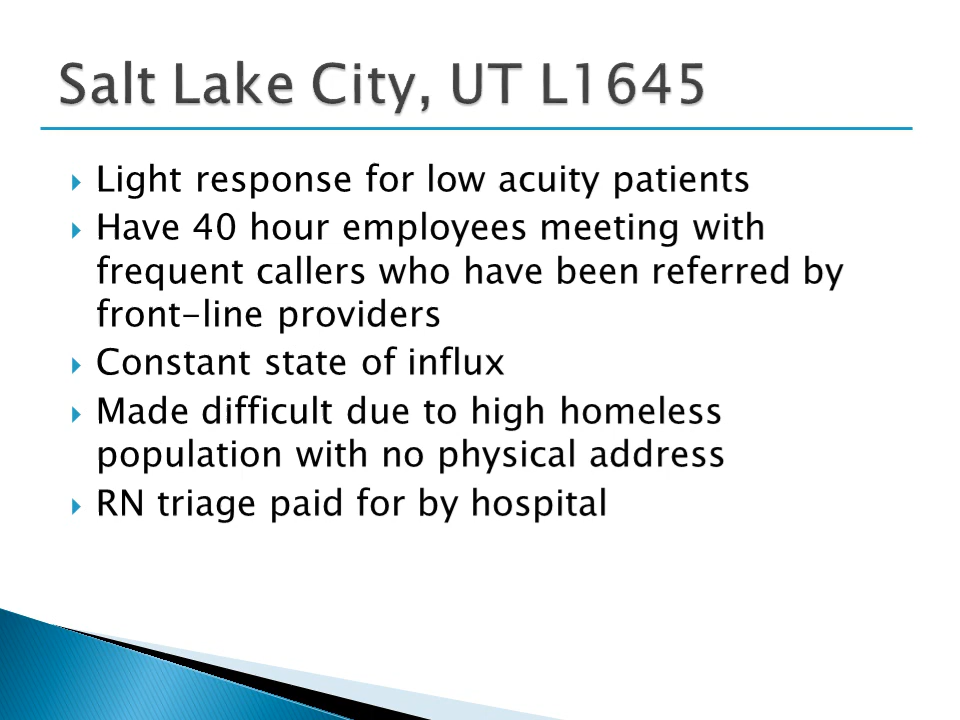 Salt Lake City, UT L1645
Light response for low acuity patients
Have 40 hour employees meeting with
frequent callers who have been referred by
front-line providers
Constant state of influx
Made difficult due to high homeless
population with no physical address
RN triage paid for by hospital